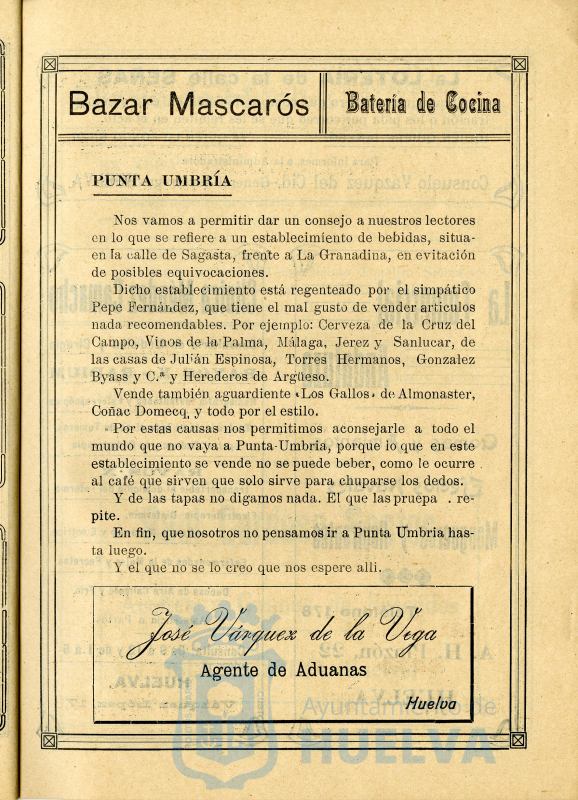 Bazar Mascarós
Batería de Cocina
PUNTA UMBRÍA
Nos vamos a permitir dar un consejo a nuestros lectores
en lo que se refiere a un establecimiento de bebidas, situa-
en la calle de Sagasta, frente a La Granadina, en evitación
de posibles equivocaciones.
Dicho establecimiento está regenteado por el simpático
Pepe Fernández, que tiene el mal gusto de vender articulos
nada recomendables. Por ejemplo: Cerveza de la Cruz del
Campo, Vinos de la Palma, Málaga, Jerez y Sanlucar, de
las casas de Julián Espinosa, Torres Hermanos, Gonzalez
Byass y C.ª y Herederos de Argüeso.
Vende también aguardiente «Los Gallos» de Almonaster,
Coñac Domecq, y todo por el estilo.
Por estas causas nos permitimos aconsejarle a todo el
mundo que no vaya a Punta-Umbría, porque lo que en este
establecimiento se vende no se puede beber, como le ocurre
al café que sirven que solo sirve para chuparse los dedos.
Y de las tapas no digamos nada. El que las pruepa . re-
pite.
En fin, que nosotros no pensamos ir a Punta Umbría has-
ta luego.
Y el que no se lo creo que nos espere alli.
José Várquez de la Vega
Agente de Aduanas
Huelva
Ayuntamiento de
HUELVA